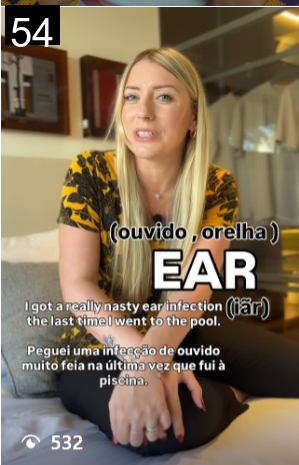 54
(ouvido , orelha )
EAR
I got a really nasty ear infection (iãr)
the last time I went to the pool.
Peguei uma infecção de ouvido
muito feia na última vez que fui à
piscina.
532